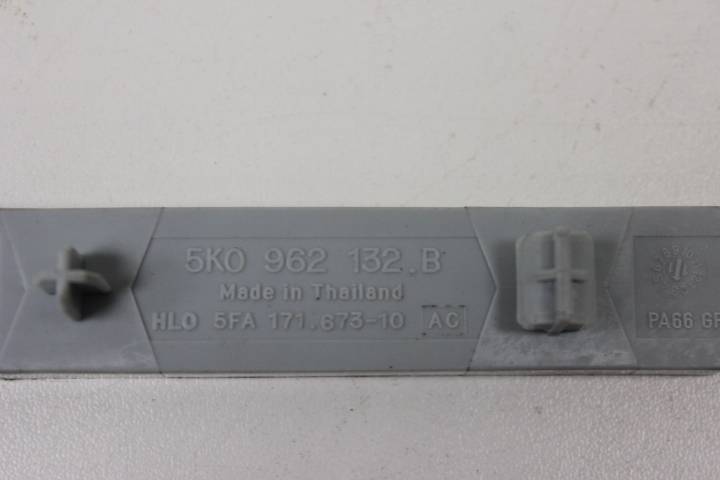 5K0 962 132.B
Made in Thailand
HLO 5FA 171.673-10 AC
PA66 GF